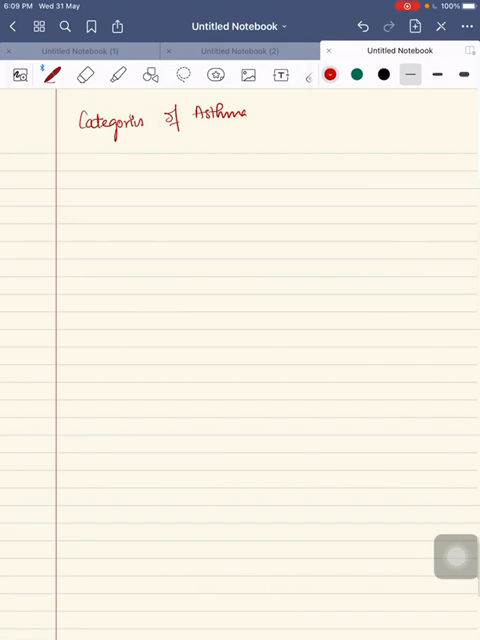 6:09 PM Wed 31 May
100%
Untitled Notebook
Untitled Notebook (1)
Untitled Notebook (2)
Untitled Notebook
T
Categoris of Asthma